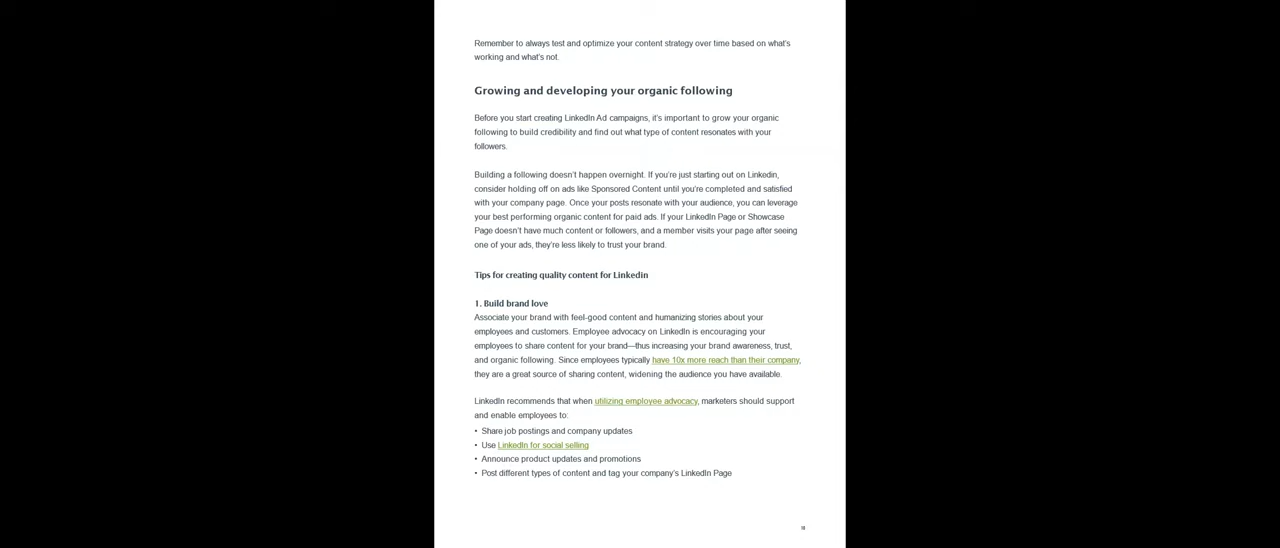 Remember to always test and optimize your content strategy over time based on what's
working and what's not.
Growing and developing your organic following
Before you start creating LinkedIn Ad campaigns, it's important to grow your organic
following to build credibility and find out what type of content resonates with your
followers.
Building a following doesn't happen overnight. If you're just starting out on Linkedin,
consider holding off on ads like Sponsored Content until you're completed and satisfied
with your company page. Once your posts resonate with your audience, you can leverage
your best performing organic content for paid ads. If your LinkedIn Page or Showcase
Page doesn't have much content or followers, and a member visits your page after seeing
one of your ads, they're less likely to trust your brand.
Tips for creating quality content for Linkedin
1. Build brand love
Associate your brand with feel-good content and humanizing stories about your
employees and customers. Employee advocacy on LinkedIn is encouraging your
employees to share content for your brand—thus increasing your brand awareness, trust,
and organic following. Since employees typically have 10x more reach than their company,
they are a great source of sharing content, widening the audience you have available.
LinkedIn recommends that when utilizing employee advocacy, marketers should support
and enable employees to:
• Share job postings and company updates
• Use LinkedIn for social selling
• Announce product updates and promotions
• Post different types of content and tag your company's LinkedIn Page